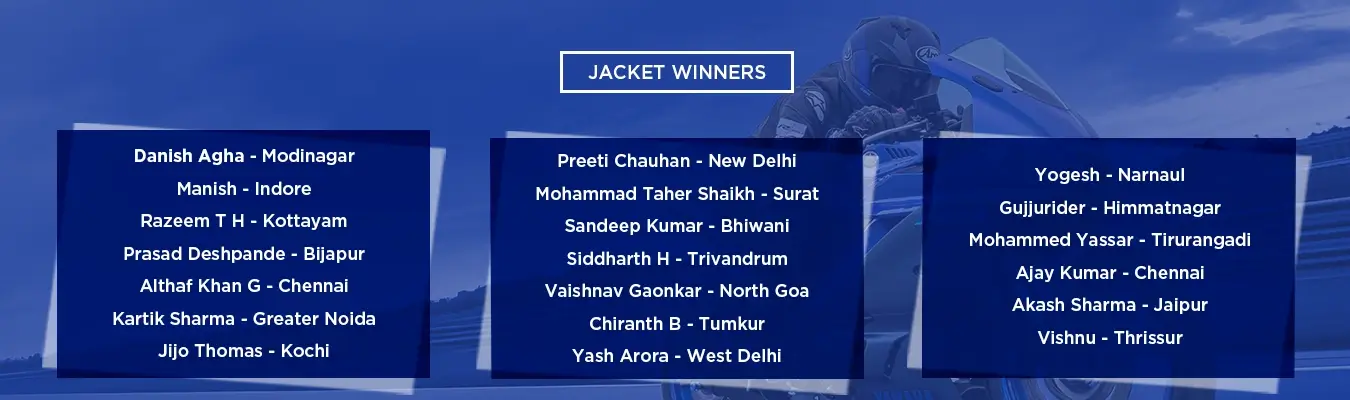 JACKET WINNERS
Danish Agha - Modinagar
Manish - Indore
Razeem T H - Kottayam
Prasad Deshpande - Bijapur
Althaf Khan G - Chennai
Kartik Sharma - Greater Noida
Jijo Thomas - Kochi
Preeti Chauhan - New Delhi
Mohammad Taher Shaikh - Surat
Sandeep Kumar - Bhiwani
Siddharth H - Trivandrum
Vaishnav Gaonkar - North Goa
Chiranth B - Tumkur
Yash Arora - West Delhi
Yogesh - Narnaul
Gujjurider - Himmatnagar
Mohammed Yassar - Tirurangadi
Ajay Kumar - Chennai
Akash Sharma - Jaipur
Vishnu - Thrissur